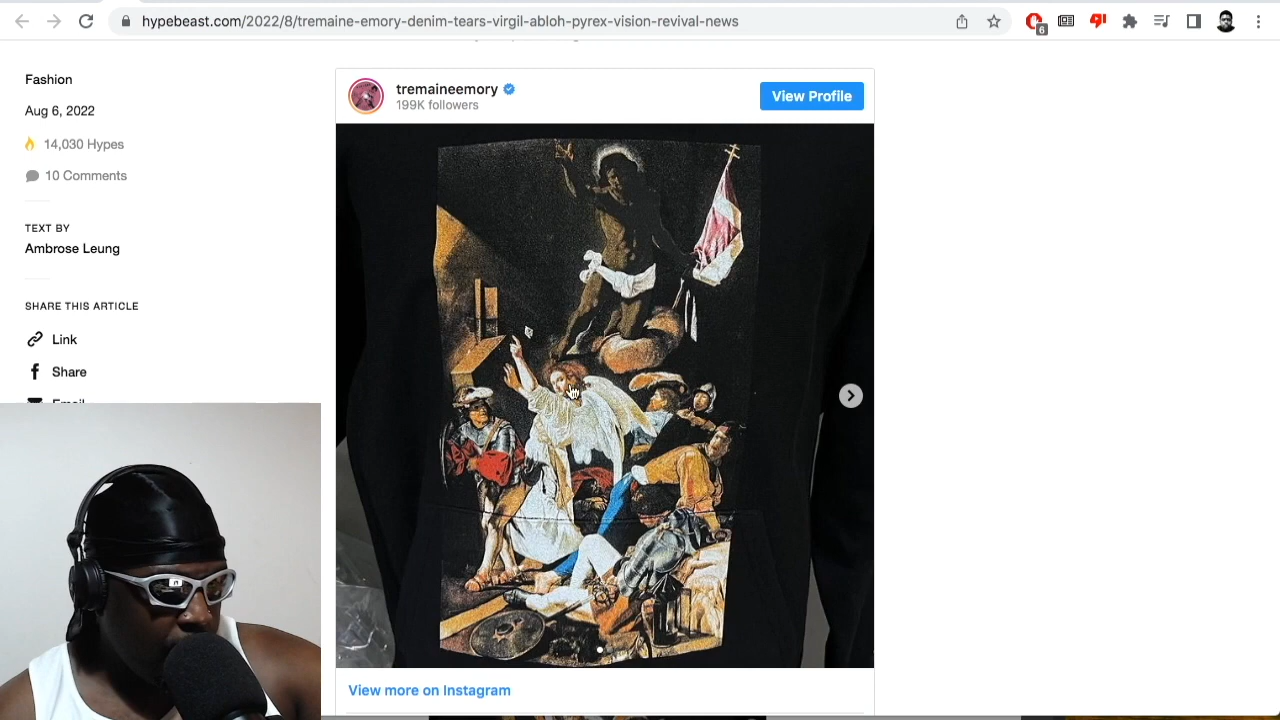 hypebeast.com/2022/8/tremaine-emory-denim-tears-virgil-abloh-pyrex-vision-revival-news
6
Fashion
Aug 6, 2022
14,030 Hypes
10 Comments
TEXT BY
Ambrose Leung
SHARE THIS ARTICLE
Link
Share
Email
tremaineemory
199K followers
View Profile
View more on Instagram